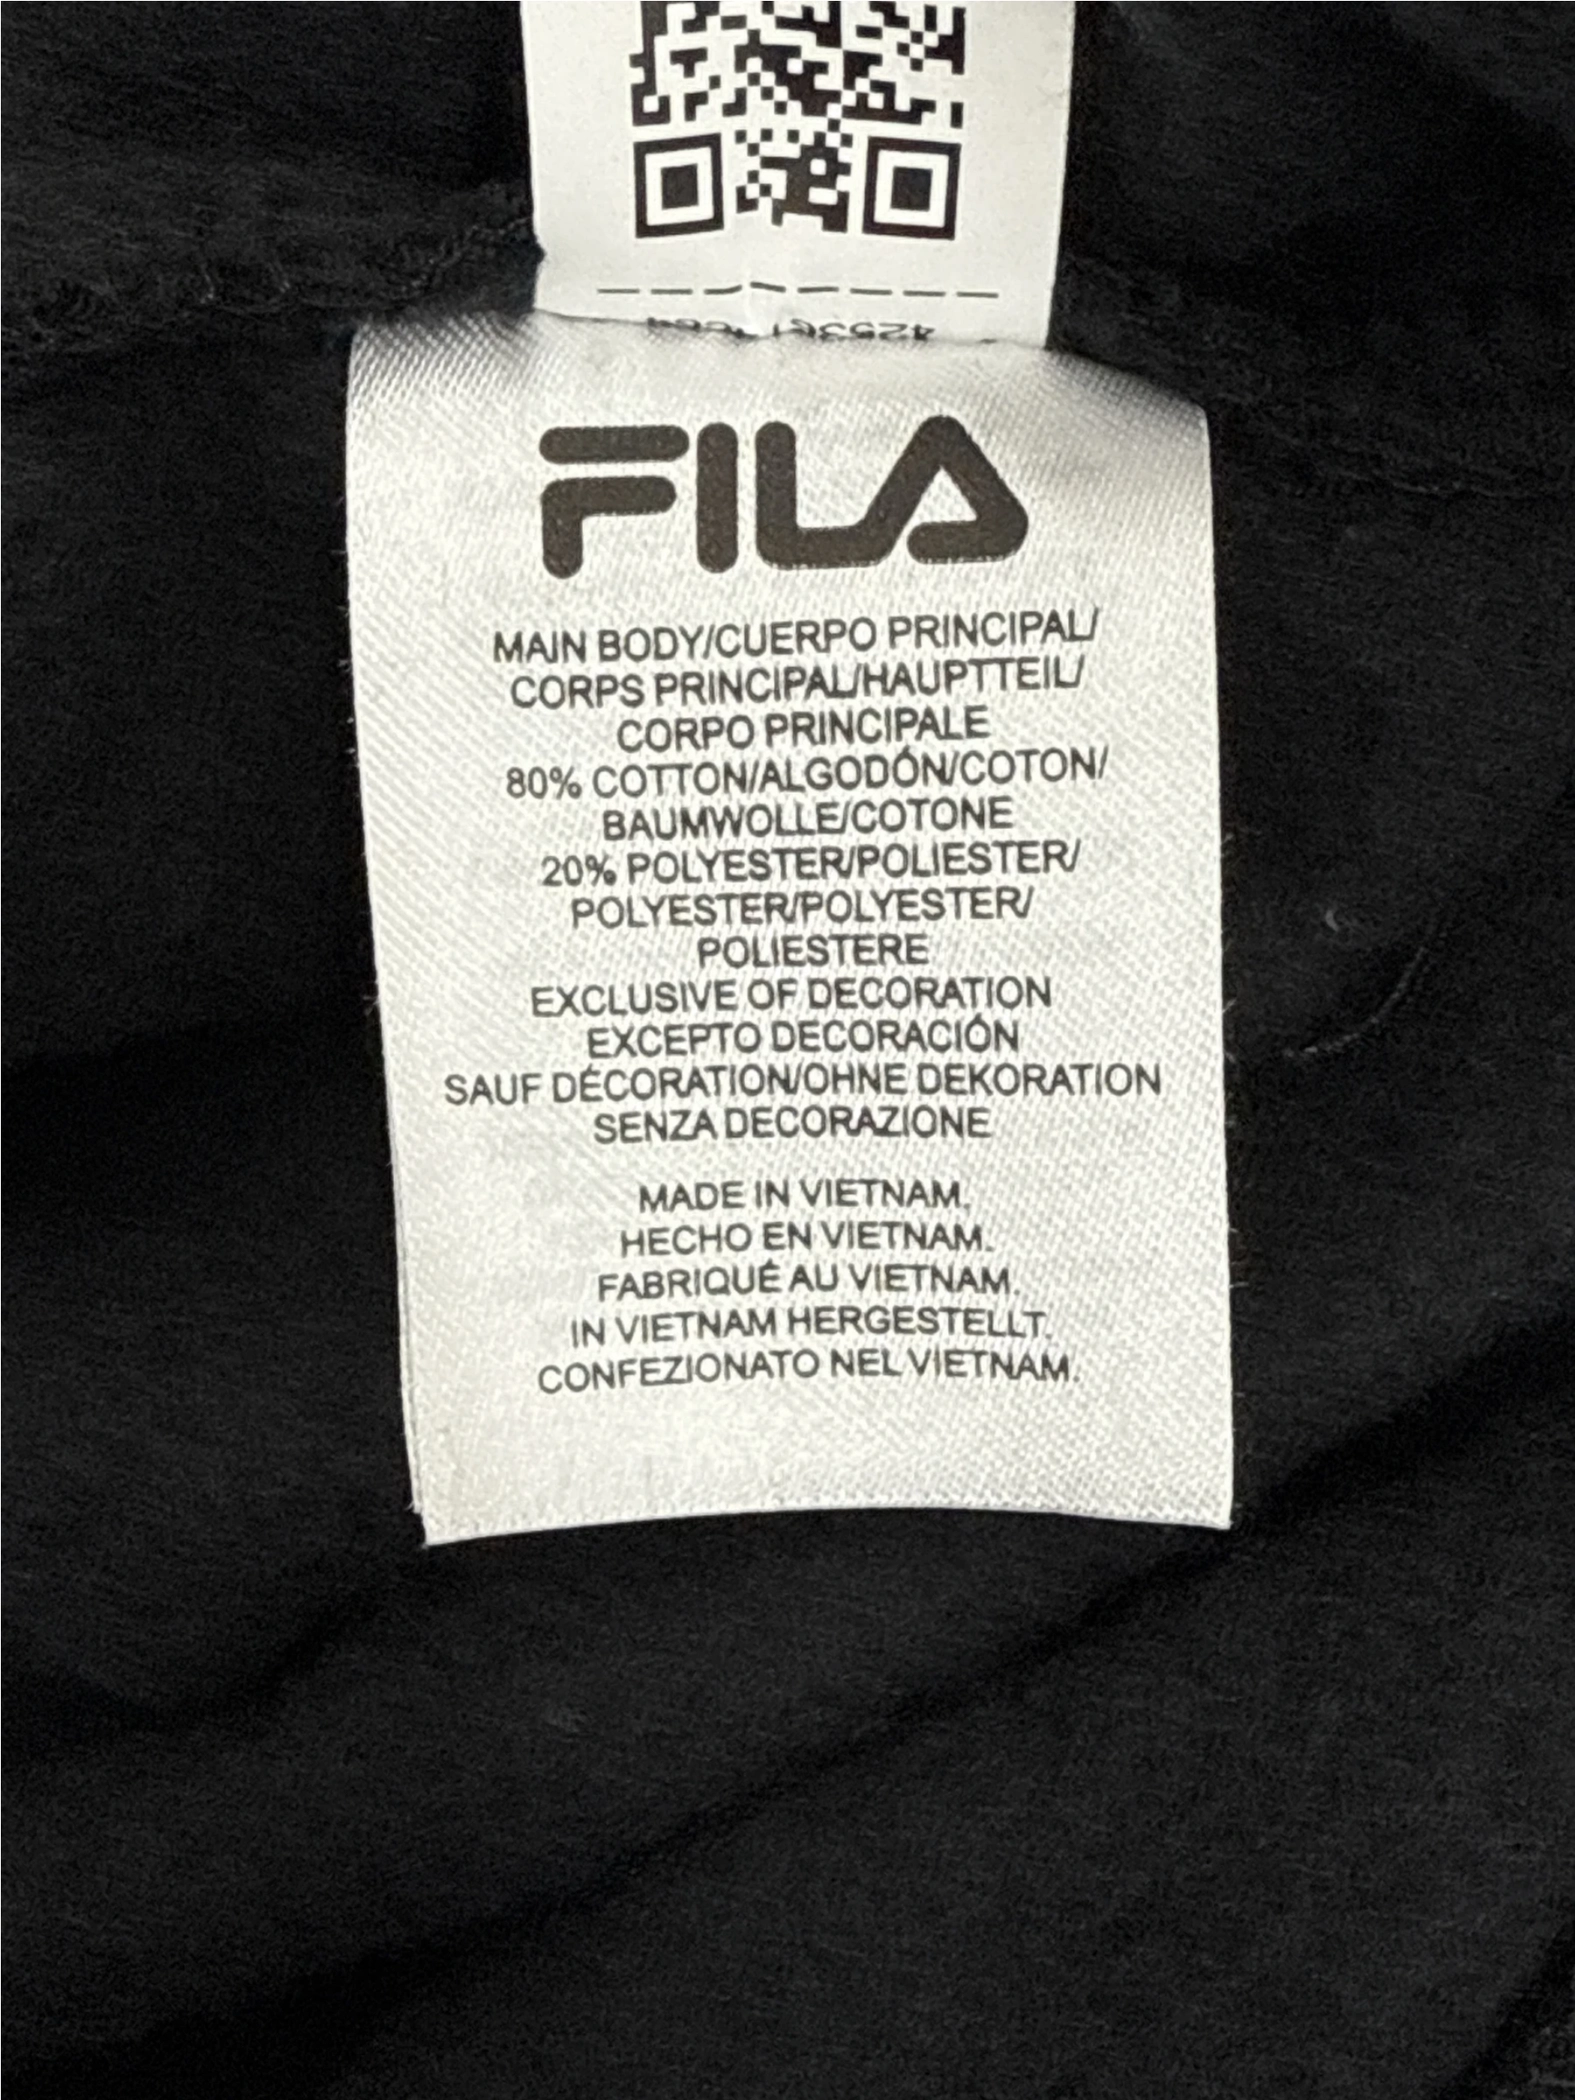 FILA
MAIN BODY/CUERPO PRINCIPAL/
CORPS PRINCIPAL/HAUPTTEIL/
CORPO PRINCIPALE
80% COTTON/ALGODÓN/COTON/
BAUMWOLLE/COTONE
20% POLYESTER/POLIESTER/
POLYESTER/POLYESTER/
POLIESTERE
EXCLUSIVE OF DECORATION
EXCEPTO DECORACIÓN
SAUF DÉCORATION/OHNE DEKORATION
SENZA DECORAZIONE
MADE IN VIETNAM.
HECHO EN VIETNAM.
FABRIQUÉ AU VIETNAM.
IN VIETNAM HERGESTELLT.
CONFEZIONATO NEL VIETNAM.